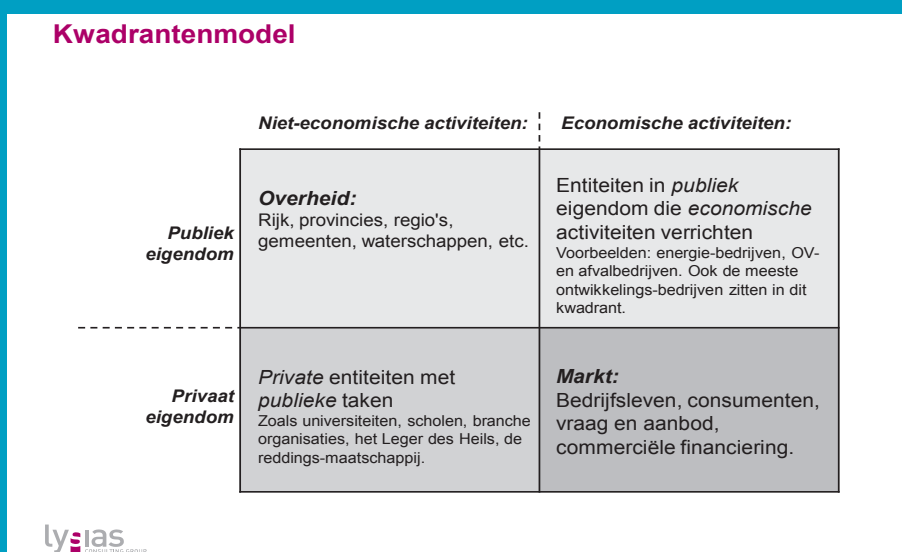 Kwadrantenmodel
Niet-economische activiteiten:
Economische activiteiten:
Publiek
eigendom
Overheid:
Rijk, provincies, regio's,
gemeenten, waterschappen, etc.
Entiteiten in publiek
eigendom die economische
activiteiten verrichten
Voorbeelden: energie-bedrijven, OV-
en afvalbedrijven. Ook de meeste
ontwikkelings-bedrijven zitten in dit
kwadrant.
Privaat
eigendom
Private entiteiten met
publieke taken
Zoals universiteiten, scholen, branche
organisaties, het Leger des Heils, de
reddings-maatschappij.
Markt:
Bedrijfsleven, consumenten,
vraag en aanbod,
commerciële financiering.
lysias
CONSULTING GROUP